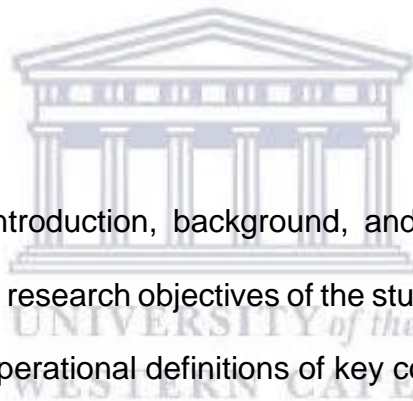 ntroduction, background, and
research objectives of the stu
UNIVERSITY of the
perational definitions of key co
WESTERN CAPE